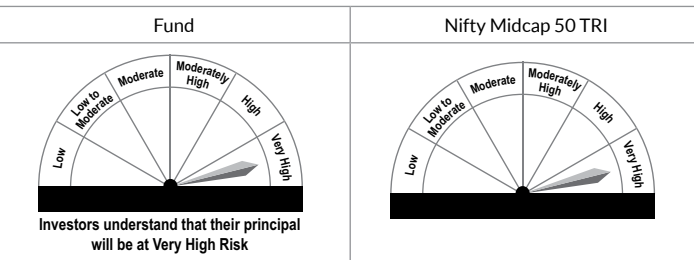 Fund
Nifty Midcap 50 TRI
Low
Low to
Moderate
Moderate
Moderately
High
High
Very High
Investors understand that their principal
will be at Very High Risk
Low
Low to
Moderate
Moderate
Moderately
High
High
Very High